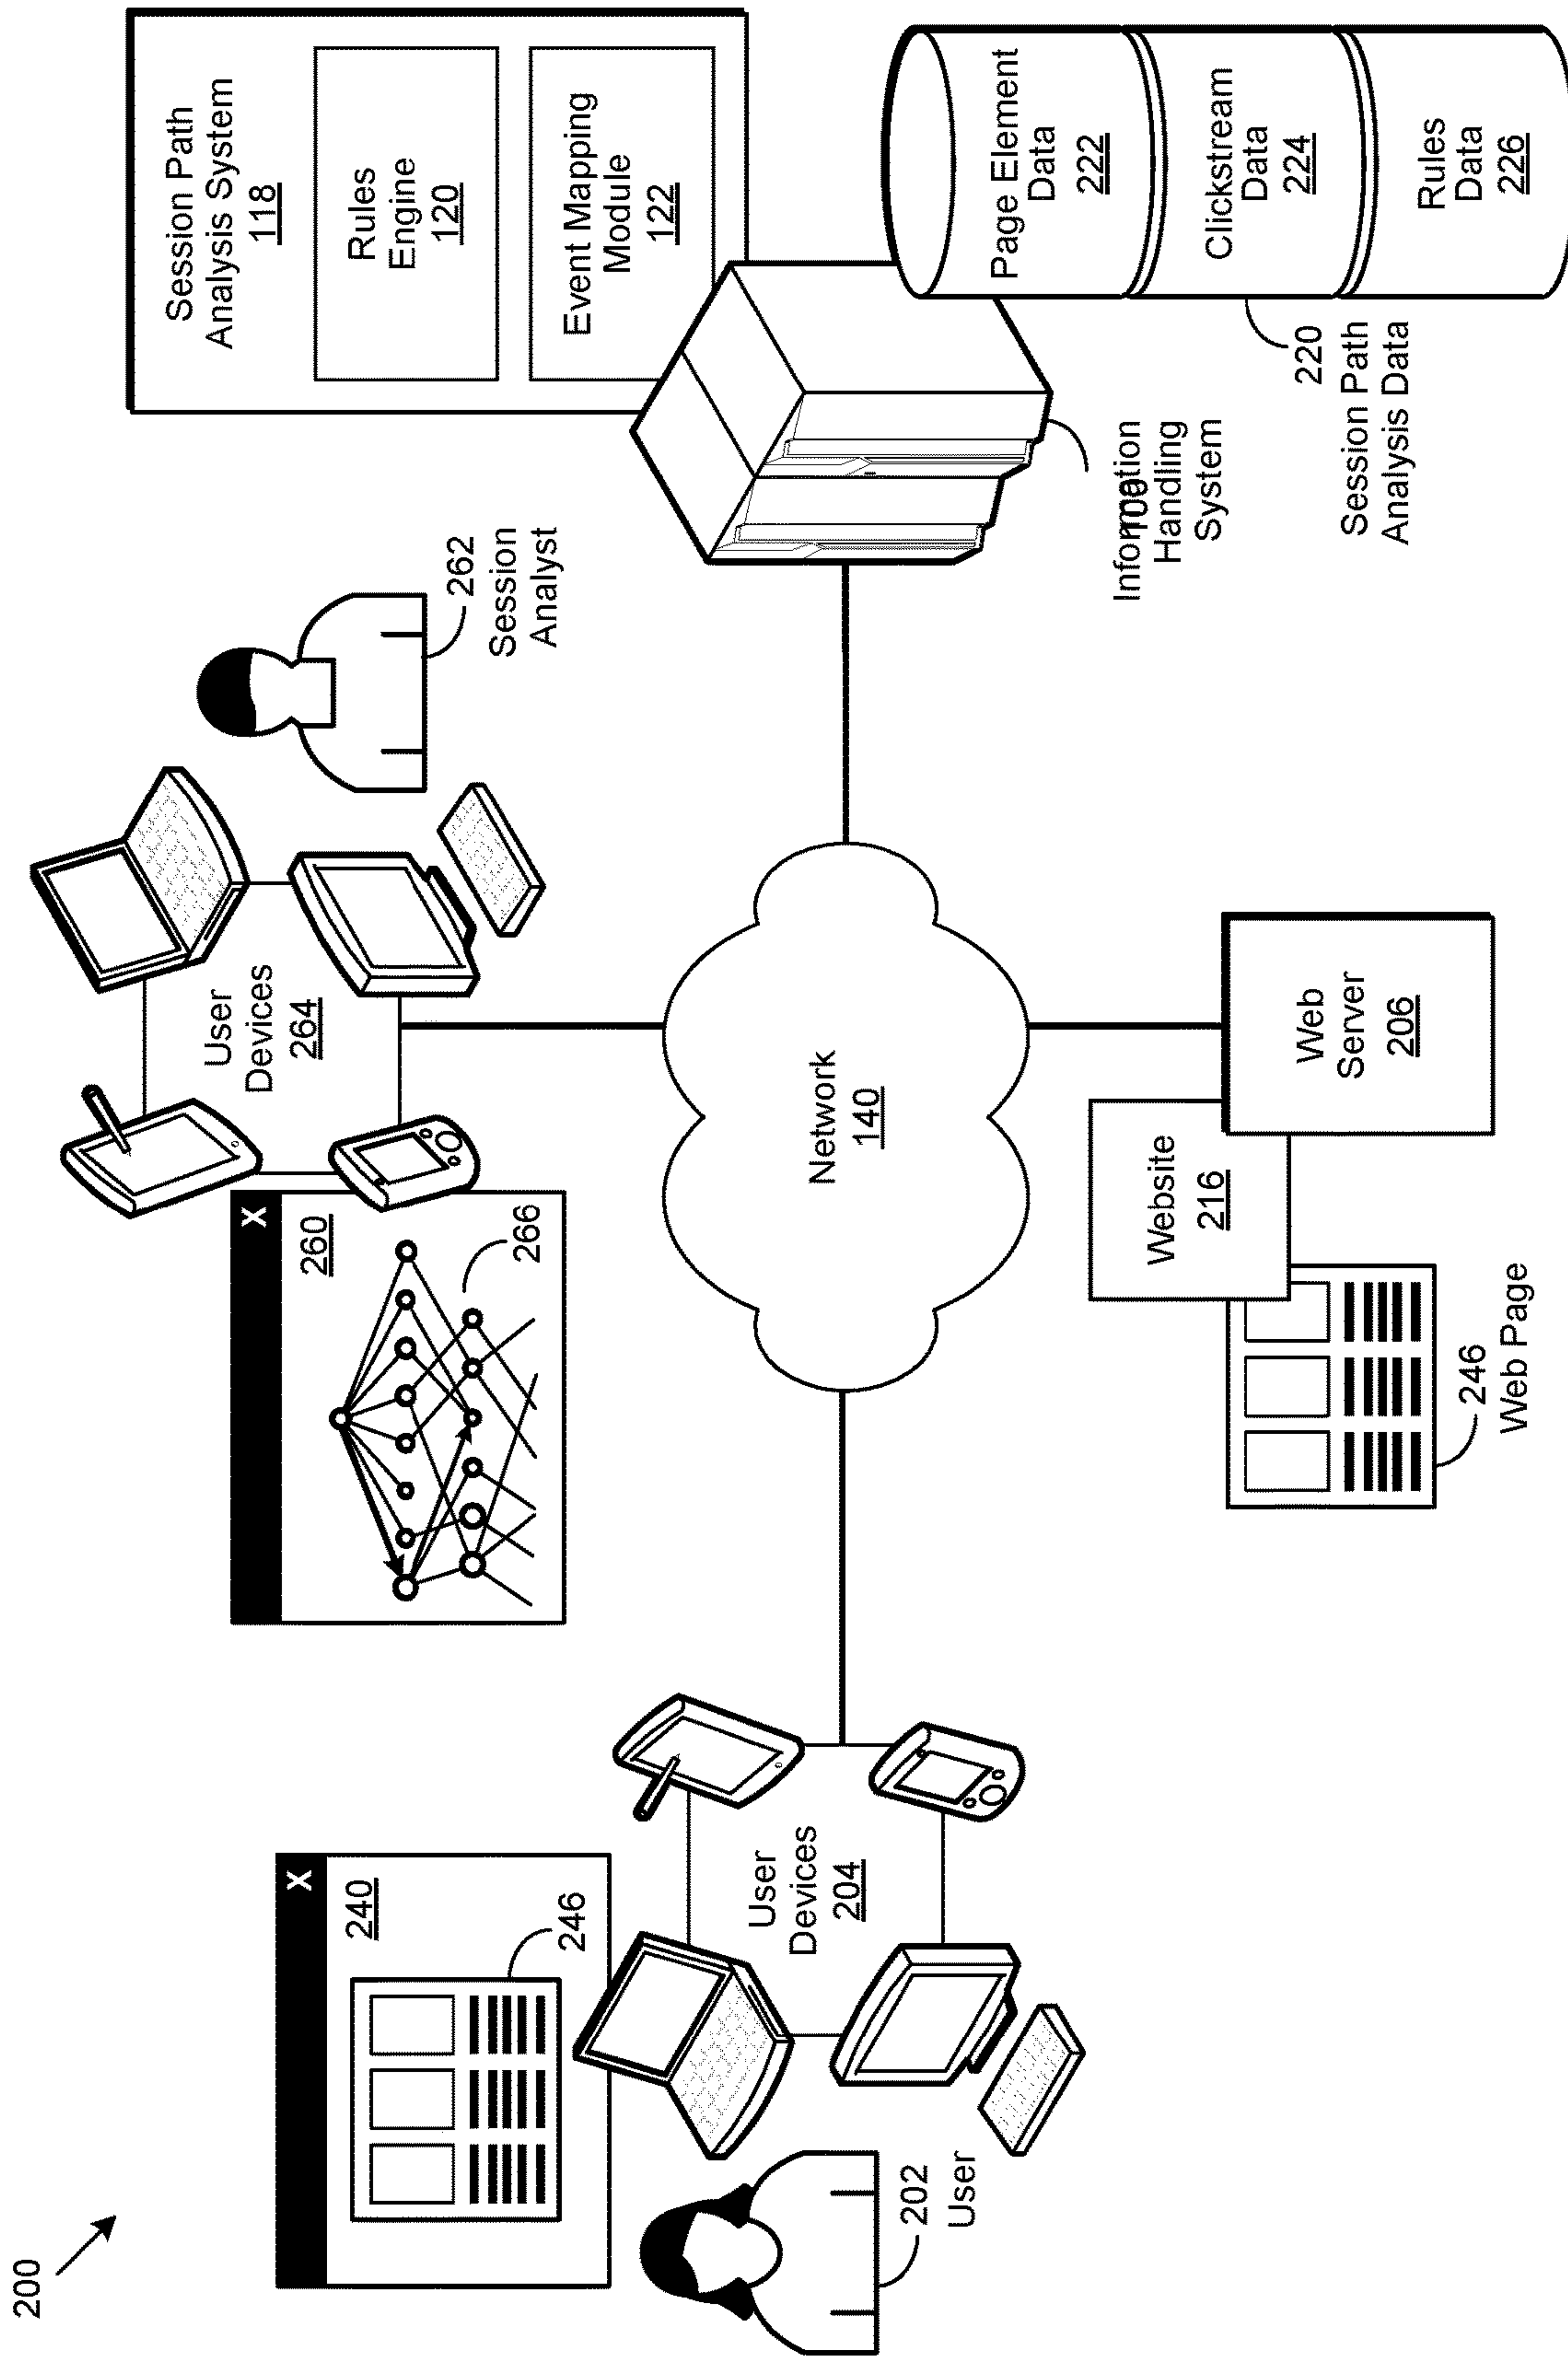 200
X
240
246
202
User
User
Devices
204
X
260
266
User
Devices
264
262
Session
Analyst
Network
140
246
Web Page
Website
216
Web
Server
206
Session Path
Analysis System
118
Rules
Engine
120
Event Mapping
Module
122
100
Information
Handling
System
Page Element
Data
222
Clickstream
Data
224
Rules
Data
226
220
Session Path
Analysis Data